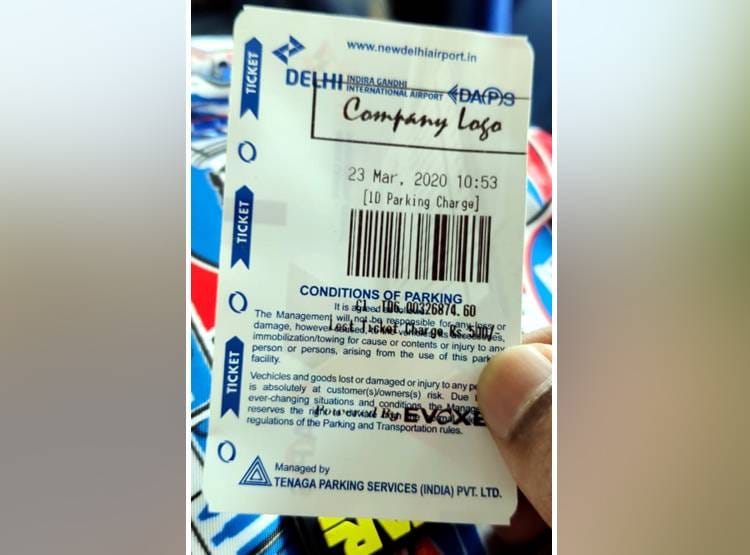 www.newdelhiairport.in
TICKET
DELHI INDIRA GANDHI
INTERNATIONAL AIRPORT DA(P)S
Company Logo
23 Mar, 2020 10:53
[1D Parking Charge]
TICKET
CONDITIONS OF PARKING
It is agreed
00326874.60
The Management will not be responsible for any loss or
Lost Ticket Charge Rs 500/-
damage, however
immobilization/towing for cause or contents or injury to any
person or persons, arising from the use of this park
facility.
TICKET
Vechicles and goods lost or damaged or injury to any pe
is absolutely at customer(s)/owners(s) risk. Due
ever-changing situations and conditions, the Manag
reserves the
Powered By EVOXE
regulations of the Parking and Transportation rules.
Managed by
TENAGA PARKING SERVICES (INDIA) PVT. LTD.